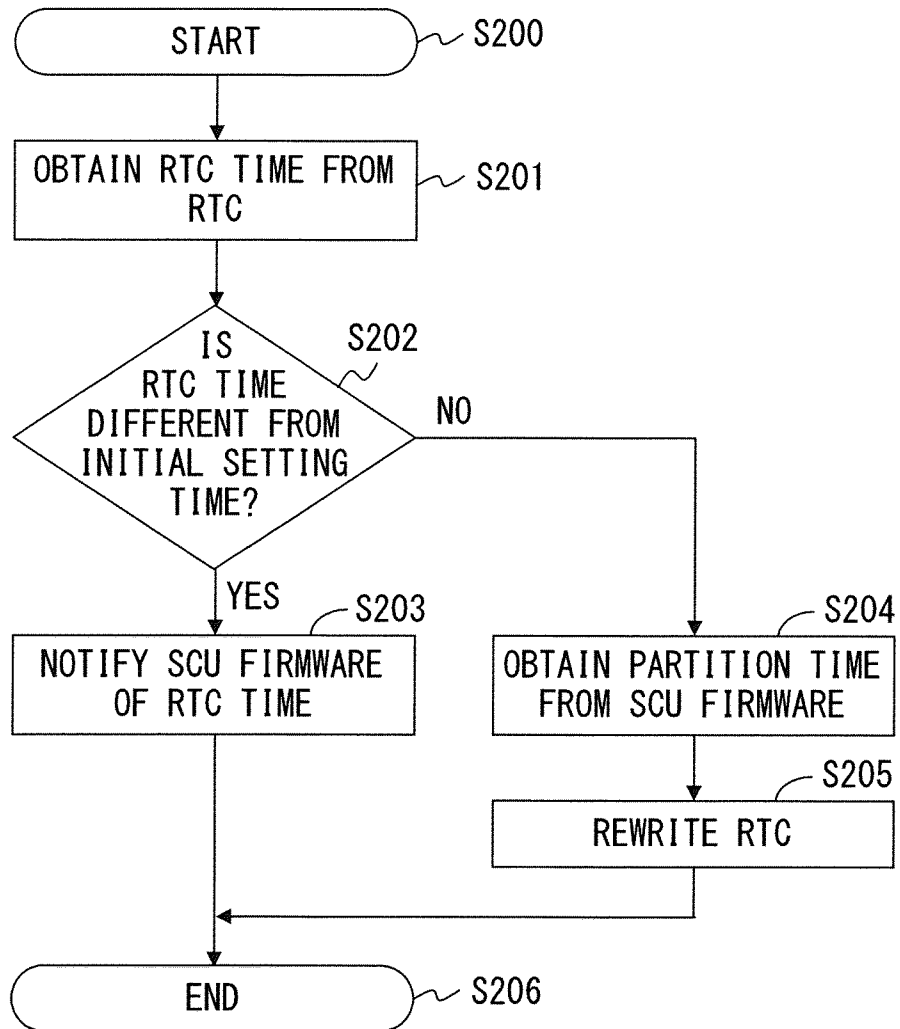 START
S200
OBTAIN RTC TIME FROM
RTC
S201
S202
IS
RTC TIME
DIFFERENT FROM
INITIAL SETTING
TIME?
NO
YES
S203
NOTIFY SCU FIRMWARE
OF RTC TIME
S204
OBTAIN PARTITION TIME
FROM SCU FIRMWARE
S205
REWRITE RTC
END
S206